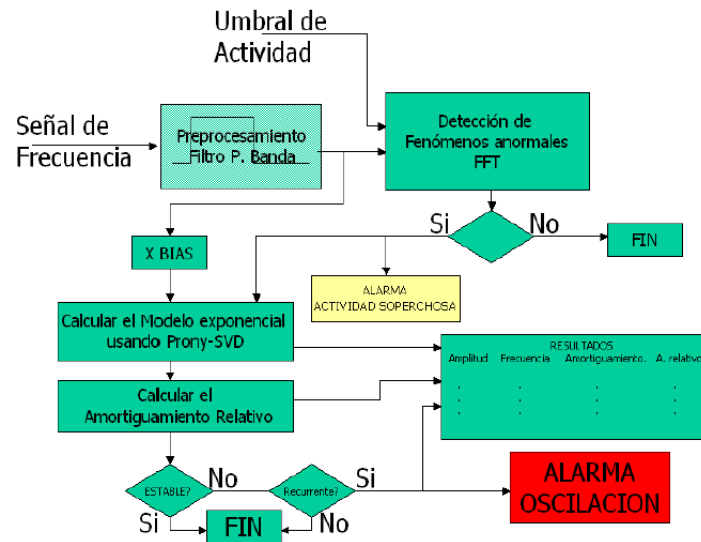 Umbral de
Actividad
Señal de
Frecuencia
Preprocesamiento
Filtro P. Banda
Detección de
Fenómenos anormales
FFT
Si
No
FIN
X BIAS
ALARMA
ACTIVIDAD SOPERCHOSA
Calcular el Modelo exponencial
usando Prony-SVD
RESULTADOS
Amplitud Frecuencia Amortiguamiento. A. relativo
Calcular el
Amortiguamiento Relativo
ESTABLE?
No
Recurrente?
Si
ALARMA
OSCILACION
Si
FIN
No